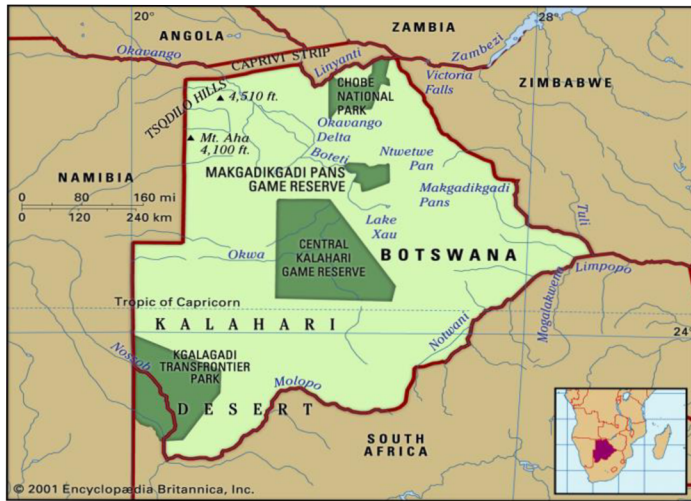 20°
28°
ANGOLA
ZAMBIA
Okavango
CAPRIVI STRIP
Linyanti
Zambezi
Victoria
Falls
ZIMBABWE
TSQDILO HILLS
▲ 4,510 ft.
CHOBE
NATIONAL
PARK
Okavango
Delta
▲ Mt. Aha
4,100 ft.
Boteti
Ntwetwe
Pan
NAMIBIA
MAKGADIKGADI PANS
GAME RESERVE
Makgadikgadi
Pans
0 80 160 mi
0 120 240 km
Lake
Xau
Tuli
CENTRAL
KALAHARI
GAME RESERVE
Okwa
BOTSWANA
Limpopo
Mogalakwena
Tropic of Capricorn
KALAHARI
Notwani
24°
Nossob
KGALAGADI
TRANSFRONTIER
PARK
Molopo
DESERT
SOUTH
AFRICA
© 2001 Encyclopædia Britannica, Inc.